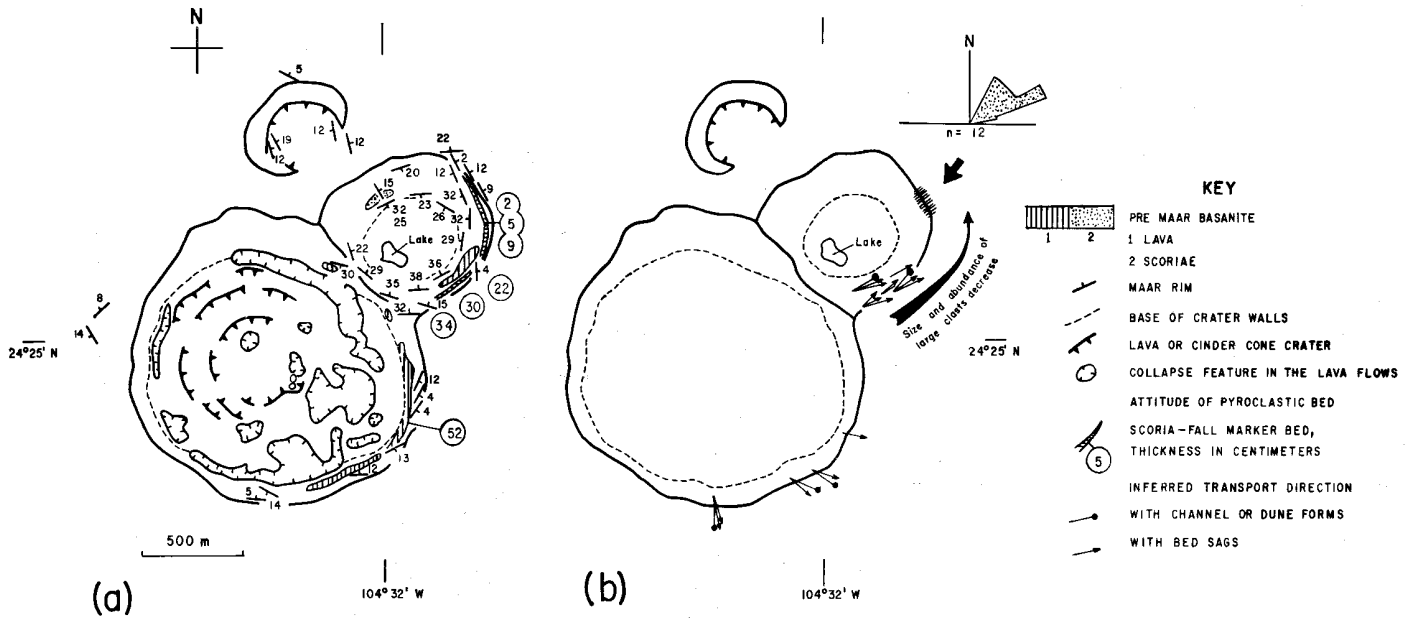 N
5
19
12
12
12
22
2
12
12
9
20
15
32
23
32
25
26
32
2
5
9
Lake
29
22
30
29
36
4
38
35
22
32
15
30
34
8
14
24°25' N
12
4
4
52
13
12
5
14
500 m
104°32' W
(a)
N
n= 12
Lake
Size and abundance of
large clasts decrease
24°25' N
104°32' W
(b)
KEY
PRE MAAR BASANITE
1 2
1 LAVA
2 SCORIAE
MAAR RIM
BASE OF CRATER WALLS
LAVA OR CINDER CONE CRATER
COLLAPSE FEATURE IN THE LAVA FLOWS
ATTITUDE OF PYROCLASTIC BED
SCORIA-FALL MARKER BED,
THICKNESS IN CENTIMETERS
5
INFERRED TRANSPORT DIRECTION
WITH CHANNEL OR DUNE FORMS
WITH BED SAGS